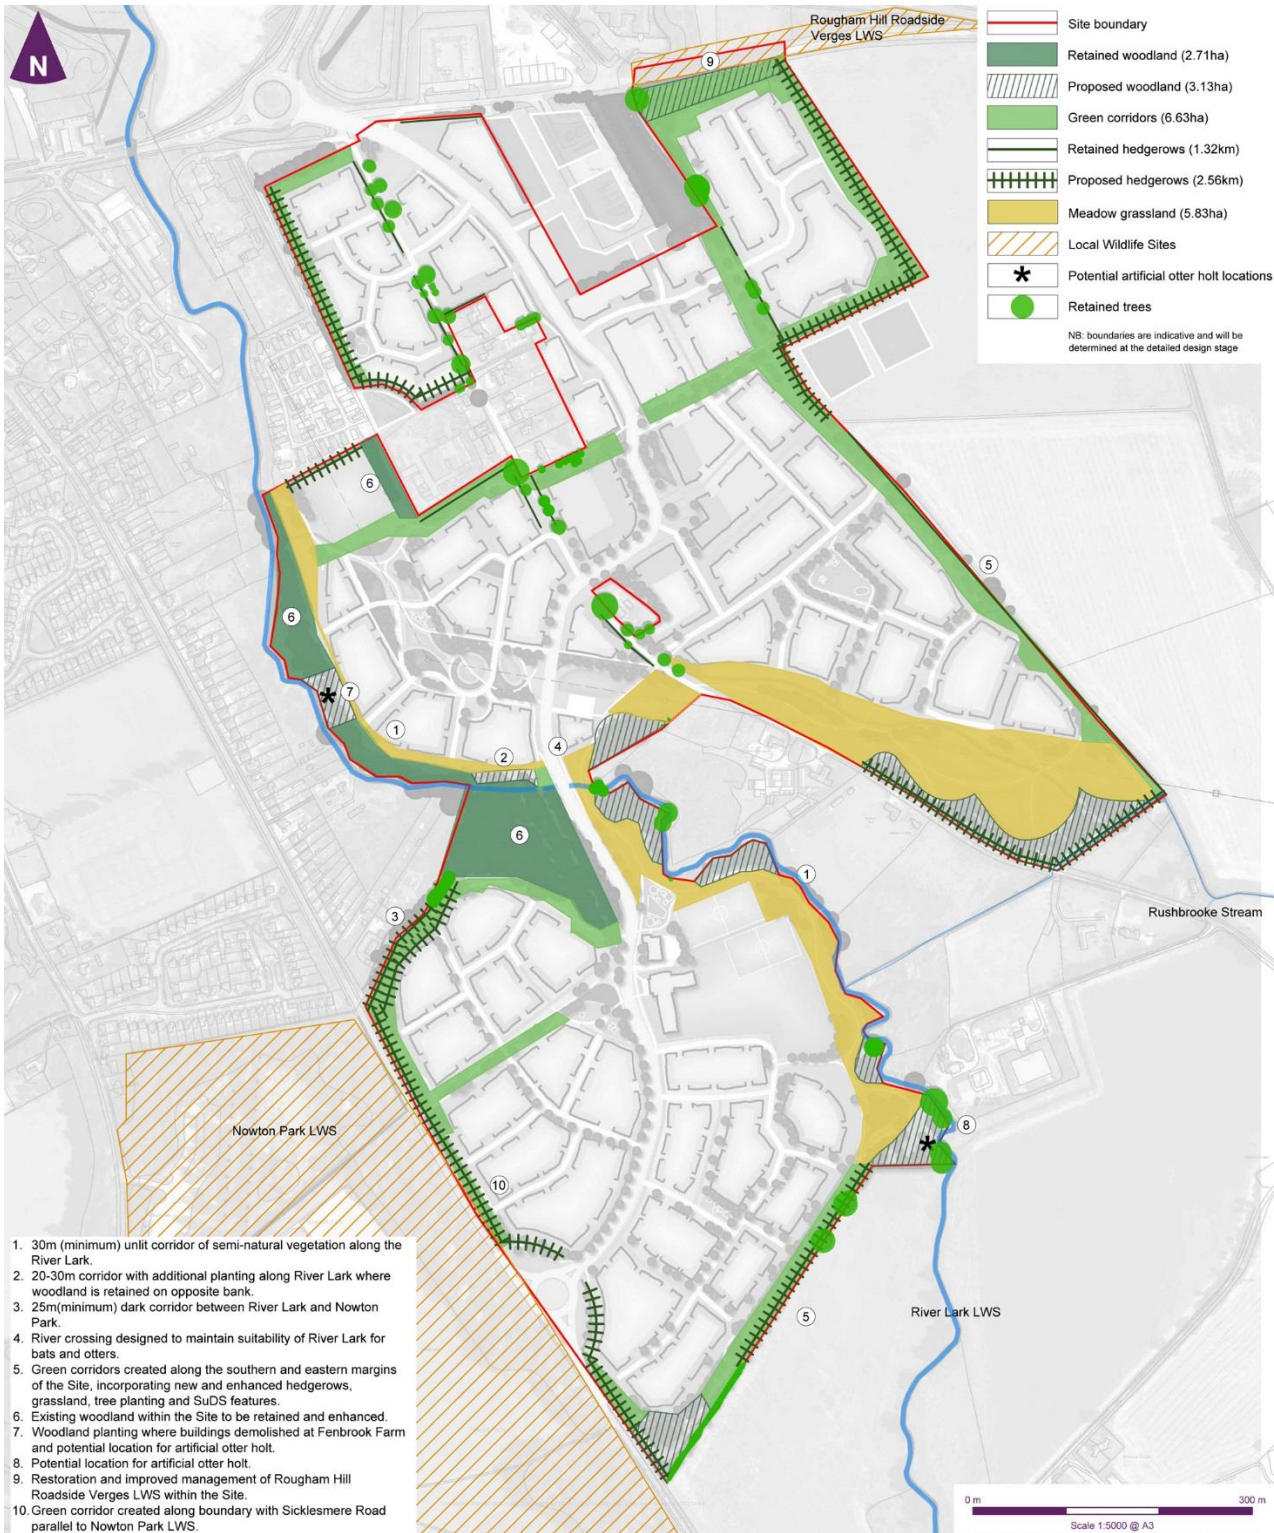 N
Rougham Hill Roadside
Verges LWS
Site boundary
Retained woodland (2.71ha)
Proposed woodland (3.13ha)
Green corridors (6.63ha)
Retained hedgerows (1.32km)
Proposed hedgerows (2.56km)
Meadow grassland (5.83ha)
Local Wildlife Sites
Potential artificial otter holt locations
Retained trees
NB: boundaries are indicative and will be
determined at the detailed design stage
9
6
5
6
7
1
2
4
6
1
3
Rushbrooke Stream
Nowton Park LWS
8
10
5
River Lark LWS
1. 30m (minimum) unlit corridor of semi-natural vegetation along the
River Lark.
2. 20-30m corridor with additional planting along River Lark where
woodland is retained on opposite bank.
3. 25m(minimum) dark corridor between River Lark and Nowton
Park.
4. River crossing designed to maintain suitability of River Lark for
bats and otters.
5. Green corridors created along the southern and eastern margins
of the Site, incorporating new and enhanced hedgerows,
grassland, tree planting and SuDS features.
6. Existing woodland within the Site to be retained and enhanced.
7. Woodland planting where buildings demolished at Fenbrook Farm
and potential location for artificial otter holt.
8. Potential location for artificial otter holt.
9. Restoration and improved management of Rougham Hill
Roadside Verges LWS within the Site.
10. Green corridor created along boundary with Sicklesmere Road
parallel to Nowton Park LWS.
0 m 300 m
Scale 1:5000 @ A3